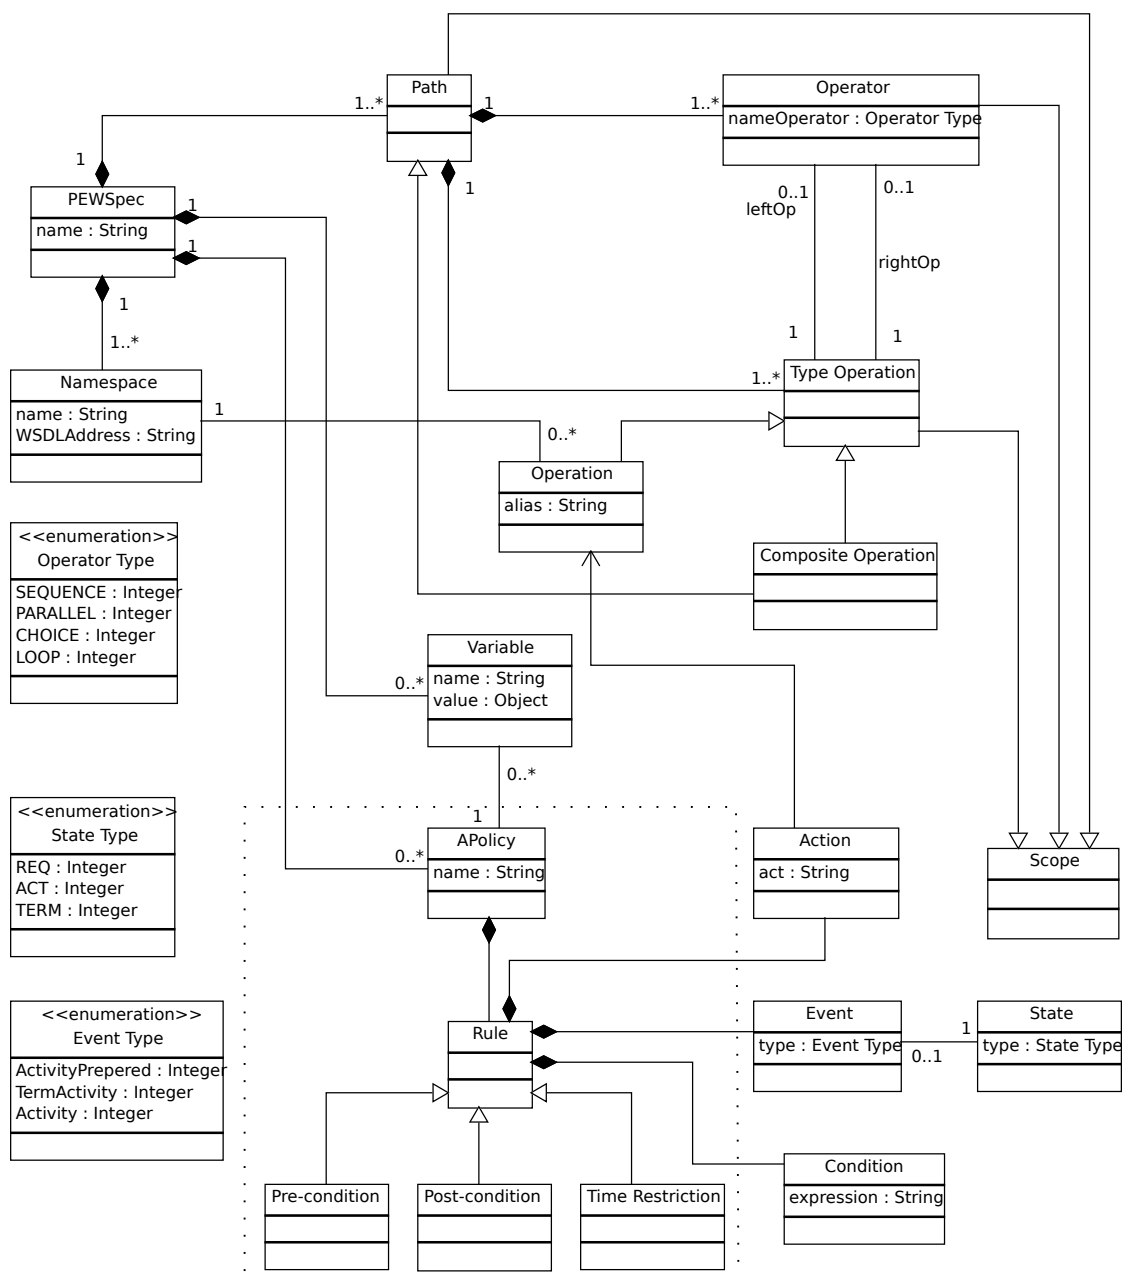 Path
1..*
1
1..*
Operator
nameOperator : Operator Type
1
1
PEWSpec
name : String
1
1
1
1..*
0..1
leftOp
0..1
rightOp
1
1
Namespace
name : String
WSDLAddress : String
1
0..*
1..*
Type Operation
Operation
alias : String
Composite Operation
<<enumeration>>
Operator Type
SEQUENCE : Integer
PARALLEL : Integer
CHOICE : Integer
LOOP : Integer
Variable
name : String
value : Object
0..*
0..*
1
<<enumeration>>
State Type
REQ : Integer
ACT : Integer
TERM : Integer
0..*
APolicy
name : String
Action
act : String
Scope
<<enumeration>>
Event Type
ActivityPrepered : Integer
TermActivity : Integer
Activity : Integer
Rule
Event
type : Event Type
0..1
1
State
type : State Type
Pre-condition
Post-condition
Time Restriction
Condition
expression : String